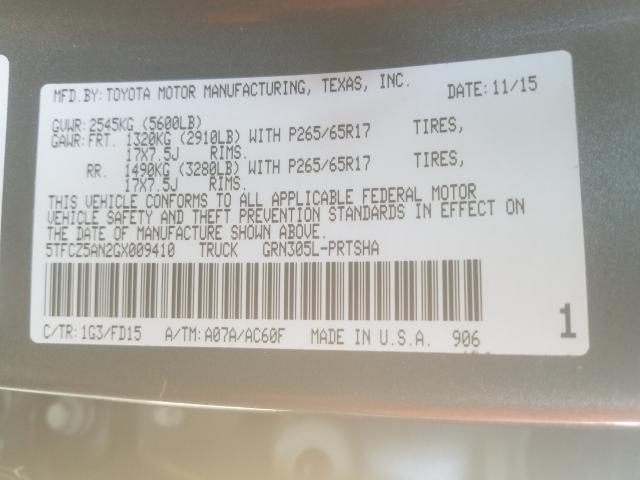 MFD.BY: TOYOTA MOTOR MANUFACTURING, TEXAS, INC. DATE: 11/15
GVWR: 2545KG (5600LB)
GAWR: FRT. 1320KG (2910LB) WITH P265/65R17 TIRES,
17X7.5J RIMS.
RR. 1490KG (3280LB) WITH P265/65R17 TIRES,
17X7.5J RIMS.
THIS VEHICLE CONFORMS TO ALL APPLICABLE FEDERAL MOTOR
VEHICLE SAFETY AND THEFT PREVENTION STANDARDS IN EFFECT ON
THE DATE OF MANUFACTURE SHOWN ABOVE.
5TFCZ5AN2GX009410 TRUCK GRN305L-PRTSHA
C/TR: 1G3/FD15 A/TM: A07A/AC60F MADE IN U.S.A. 906 1